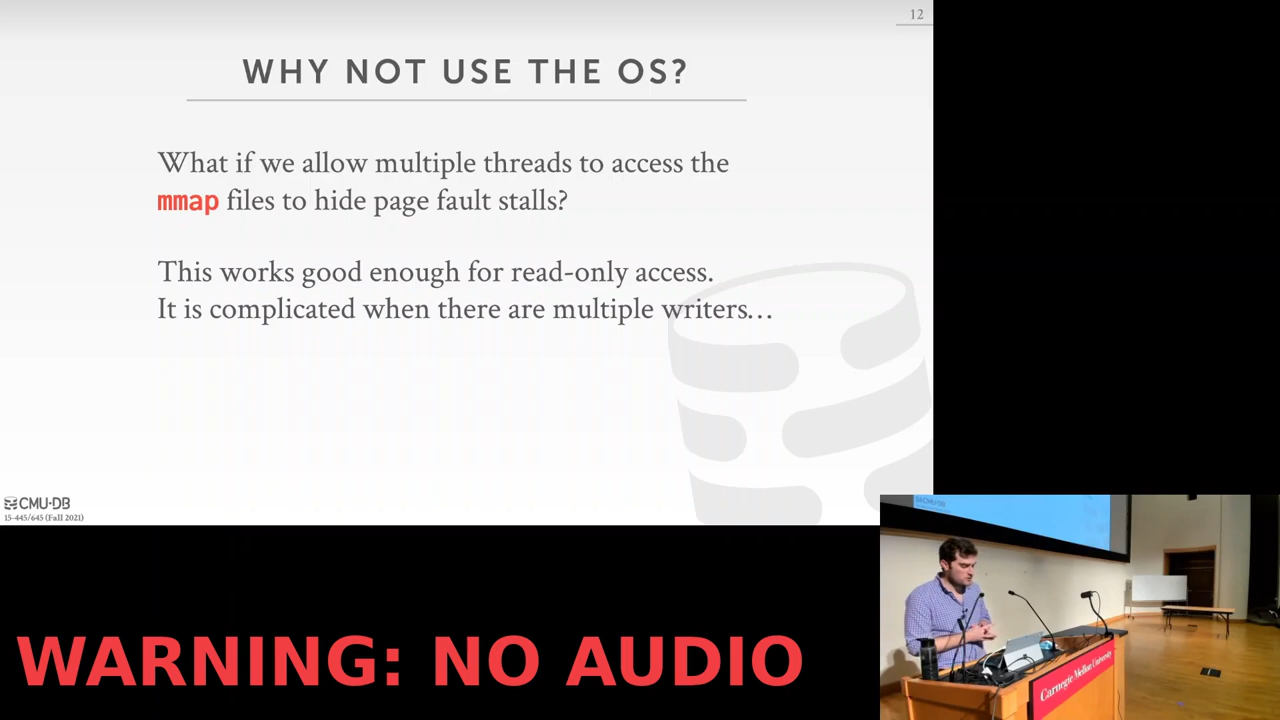 12
WHY NOT USE THE OS?
What if we allow multiple threads to access the
mmap files to hide page fault stalls?
This works good enough for read-only access.
It is complicated when there are multiple writers…
CMU·DB
15-445/645 (Fall 2021)
WARNING: NO AUDIO
CMU·DB
Carnegie Mellon University